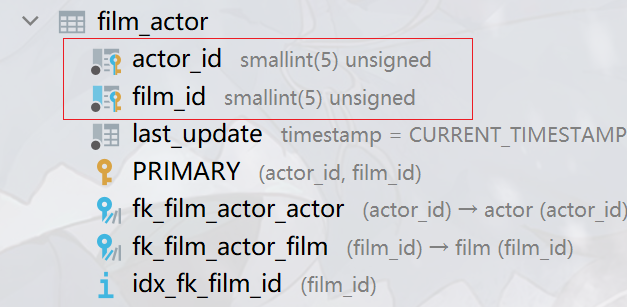 film_actor
actor_id smallint(5) unsigned
film_id smallint(5) unsigned
last_update timestamp = CURRENT_TIMESTAMP
PRIMARY (actor_id, film_id)
fk_film_actor_actor (actor_id) → actor (actor_id)
fk_film_actor_film (film_id) → film (film_id)
idx_fk_film_id (film_id)